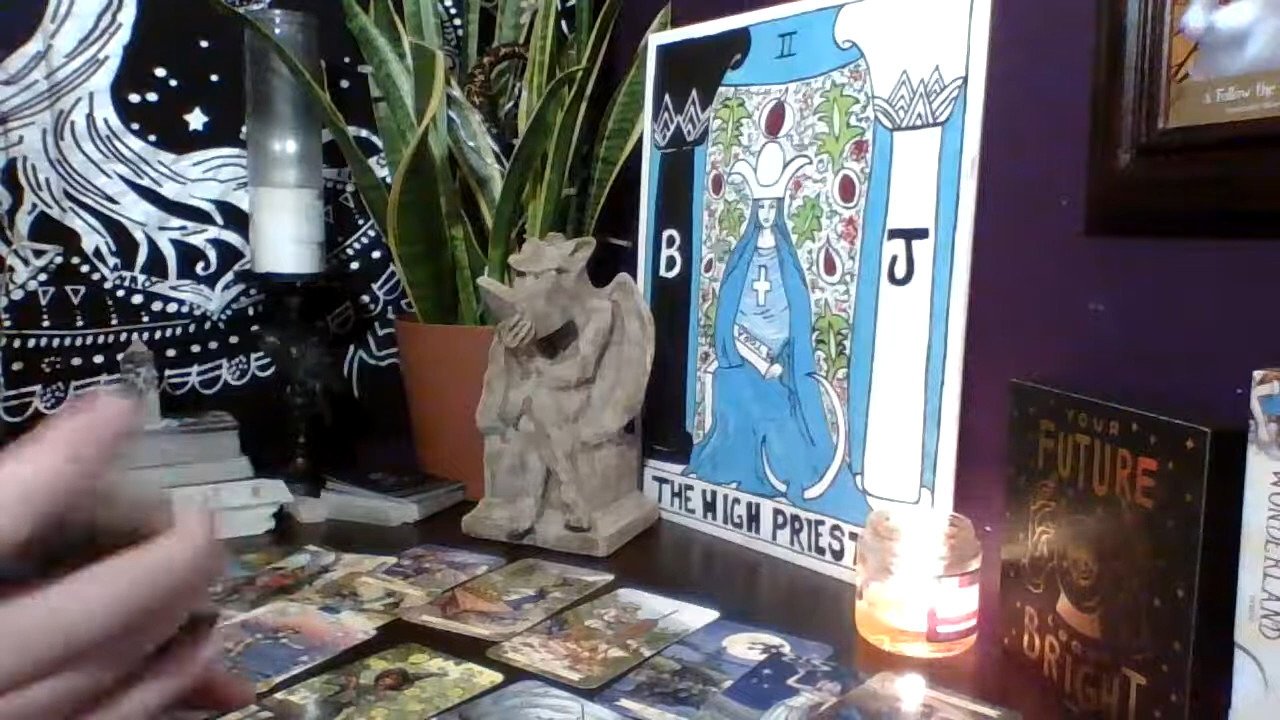 II
B
J
THE HIGH PRIEST
YOUR
FUTURE
BRIGHT
WONDERLAND
& Follow the